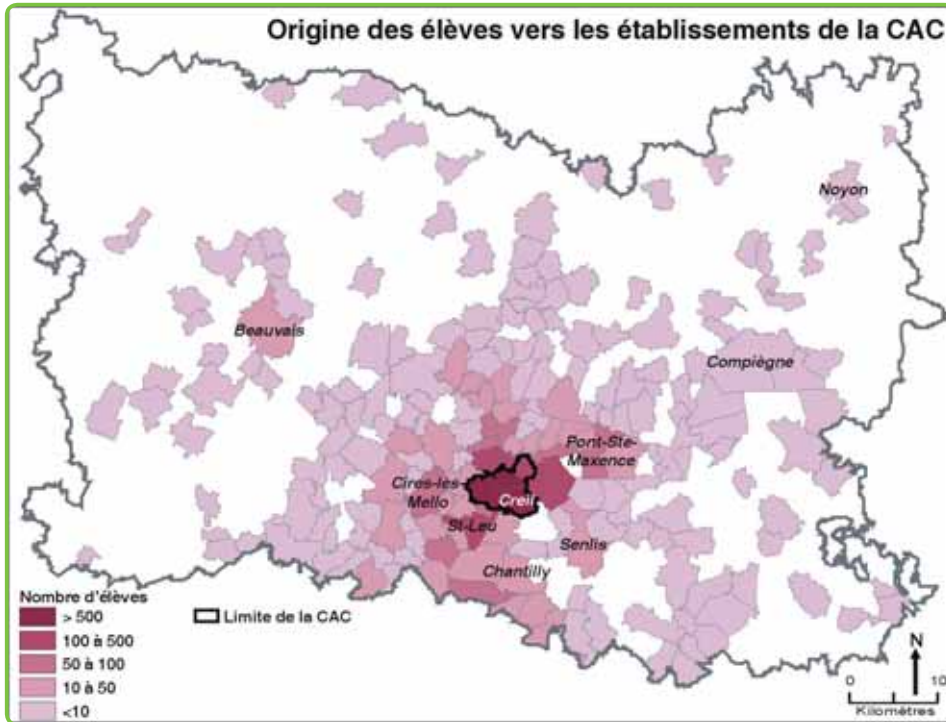 Origine des élèves vers les établissements de la CAC
Noyon
Beauvais
Compiègne
Pont-Ste-
Maxence
Cires-lès-
Mello
Creil
St-Leu
Senlis
Chantilly
Nombre d'élèves
> 500
100 à 500
50 à 100
10 à 50
<10
Limite de la CAC
N
0 10
Kilomètres